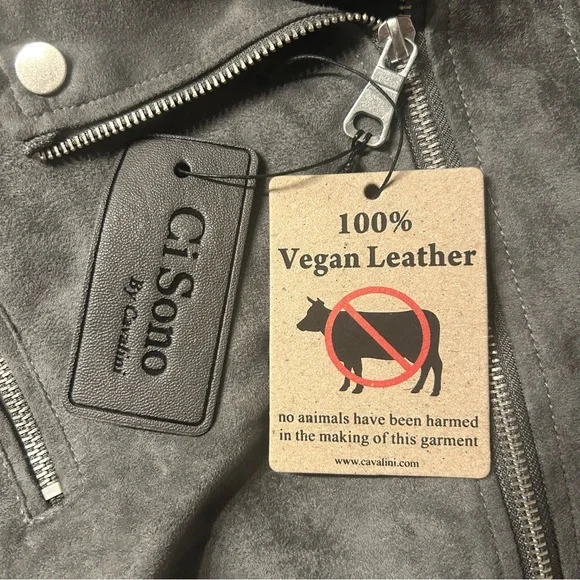 Ci Sono
By Cavalini
100%
Vegan Leather
no animals have been harmed
in the making of this garment
www.cavalini.com